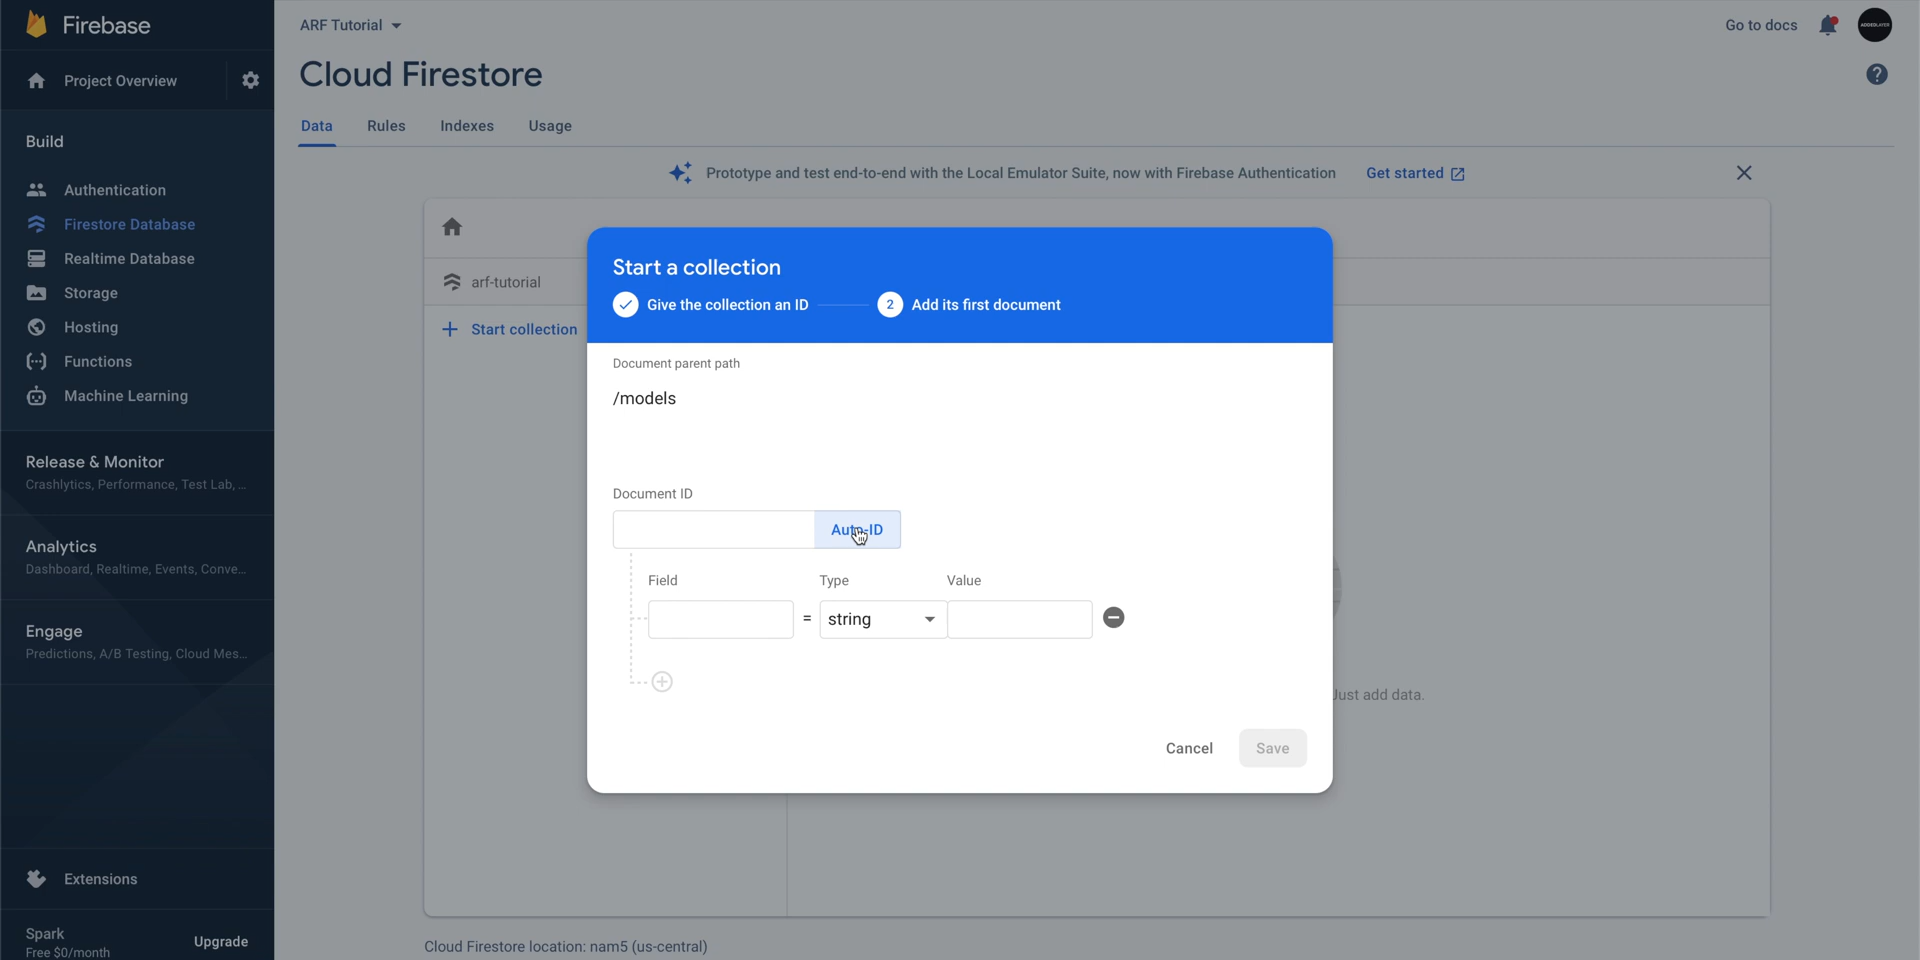 Firebase
Project Overview
Build
Authentication
Firestore Database
Realtime Database
Storage
Hosting
Functions
Machine Learning
Release & Monitor
Crashlytics, Performance, Test Lab, ...
Analytics
Dashboard, Realtime, Events, Conve...
Engage
Predictions, A/B Testing, Cloud Mes...
Extensions
Spark
Free $0/month
Upgrade
ARF Tutorial
Go to docs
ADDEDLAYER
Cloud Firestore
?
Data Rules Indexes Usage
Prototype and test end-to-end with the Local Emulator Suite, now with Firebase Authentication Get started
arf-tutorial
Start collection
Start a collection
Give the collection an ID 2 Add its first document
Document parent path
/models
Document ID
Auto-ID
Field Type Value
= string
Just add data.
Cancel Save
Cloud Firestore location: nam5 (us-central)